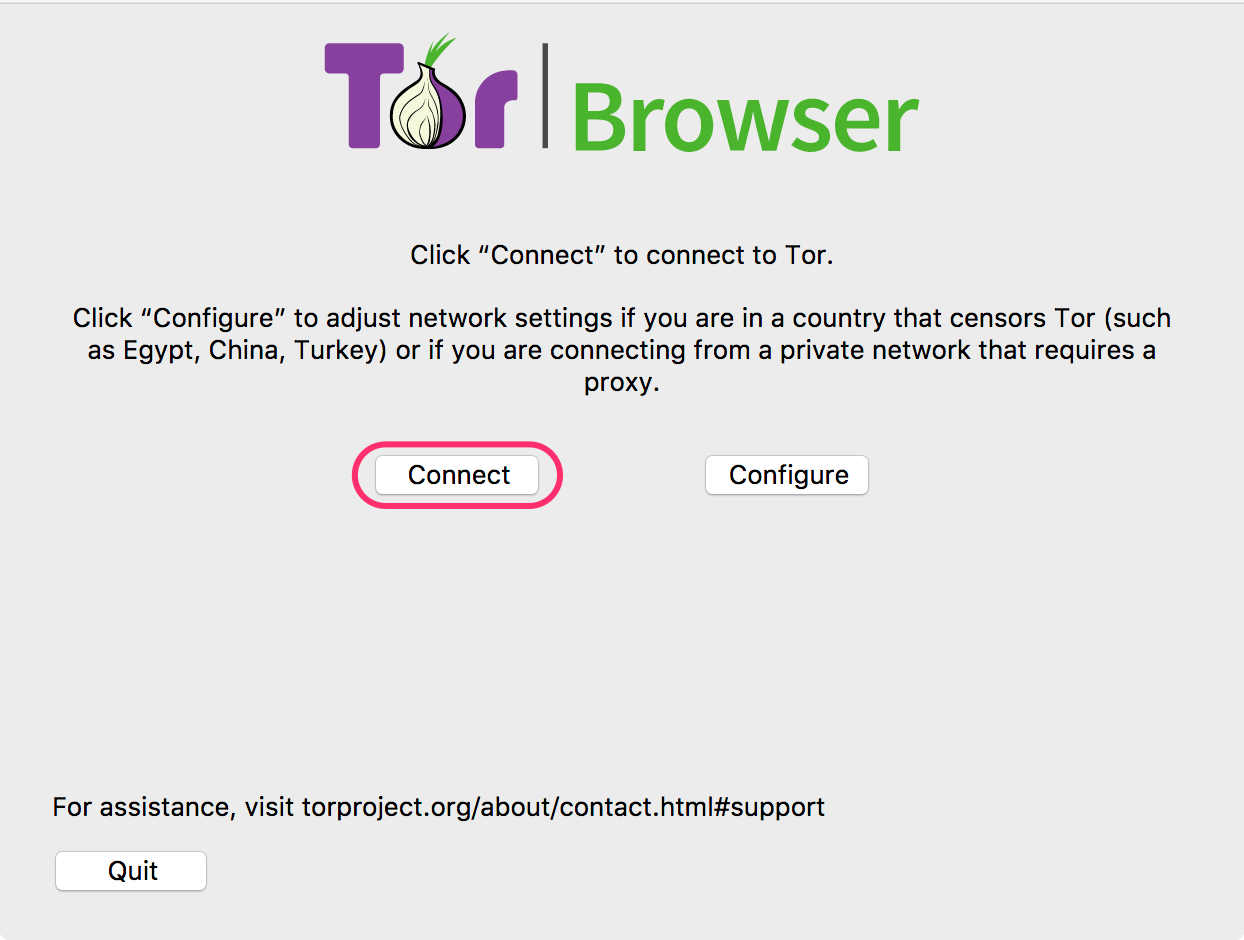 Tor | Browser
Click “Connect” to connect to Tor.
Click “Configure” to adjust network settings if you are in a country that censors Tor (such
as Egypt, China, Turkey) or if you are connecting from a private network that requires a
proxy.
Connect
Configure
For assistance, visit torproject.org/about/contact.html#support
Quit